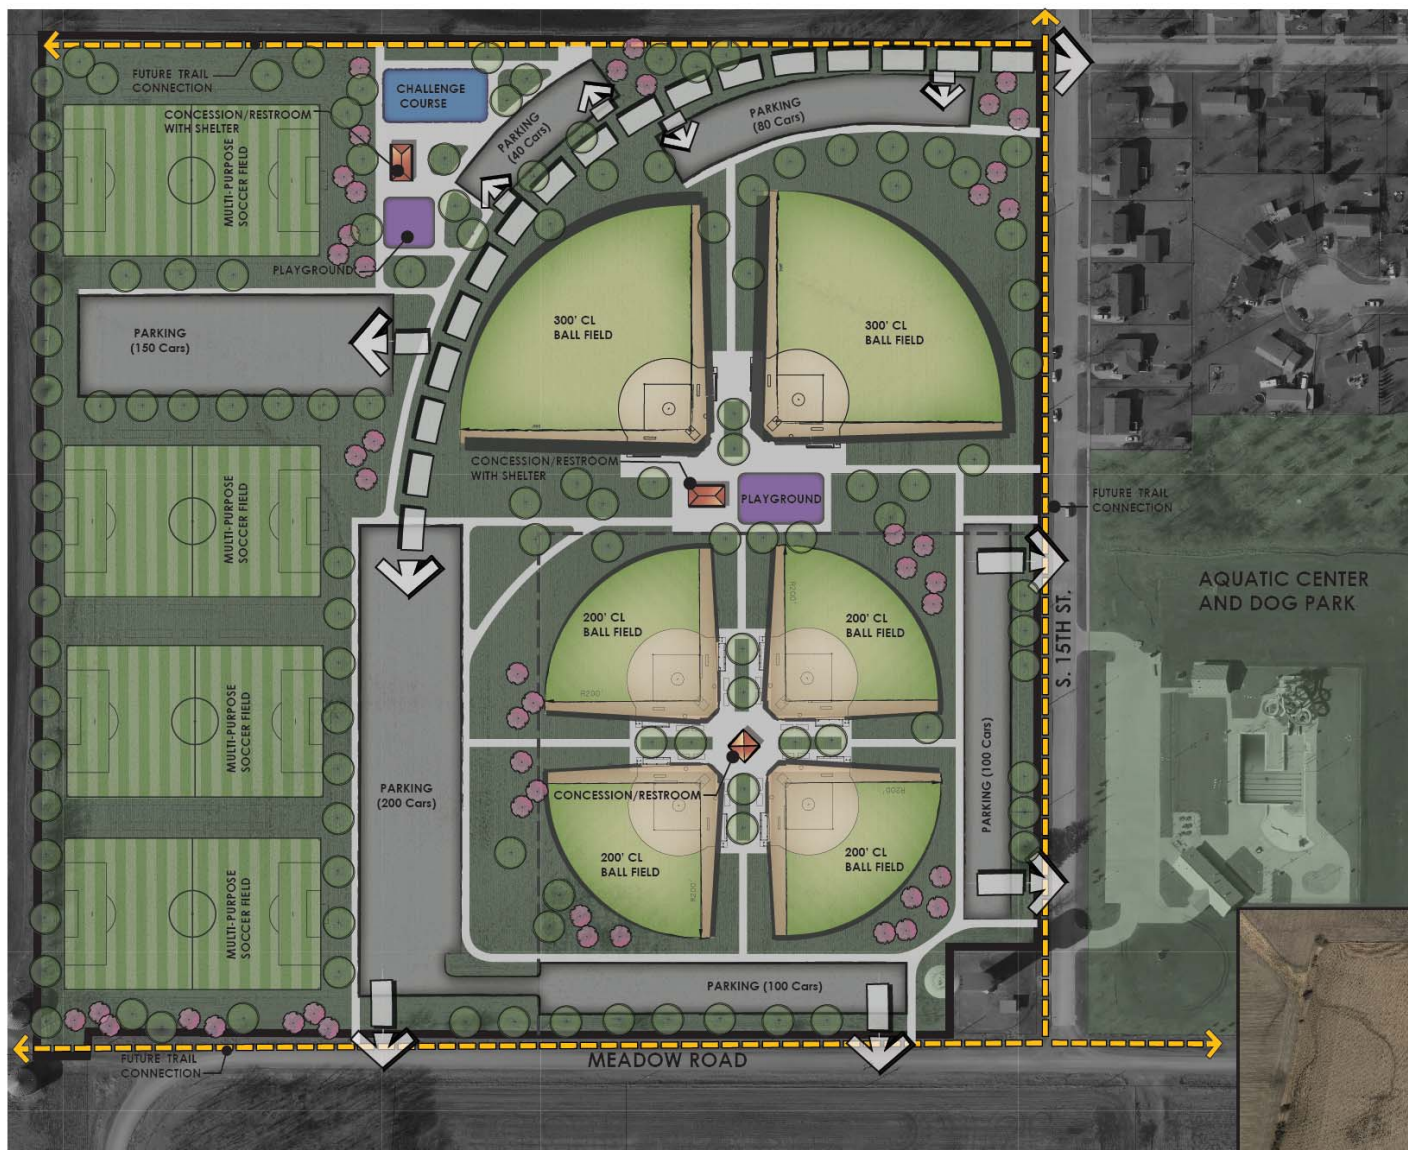 FUTURE TRAIL
CONNECTION
CHALLENGE
COURSE
CONCESSION/RESTROOM
WITH SHELTER
PARKING
(40 Cars)
PARKING
(80 Cars)
MULTI-PURPOSE
SOCCER FIELD
PLAYGROUND
PARKING
(150 Cars)
300' CL
BALL FIELD
300' CL
BALL FIELD
CONCESSION/RESTROOM
WITH SHELTER
PLAYGROUND
FUTURE TRAIL
CONNECTION
MULTI-PURPOSE
SOCCER FIELD
AQUATIC CENTER
AND DOG PARK
S. 15TH ST.
200' CL
BALL FIELD
R200'
200' CL
BALL FIELD
R200'
MULTI-PURPOSE
SOCCER FIELD
PARKING
(200 Cars)
CONCESSION/RESTROOM
PARKING (100 Cars)
200' CL
BALL FIELD
R200'
200' CL
BALL FIELD
R200'
MULTI-PURPOSE
SOCCER FIELD
PARKING (100 Cars)
FUTURE TRAIL
CONNECTION
MEADOW ROAD